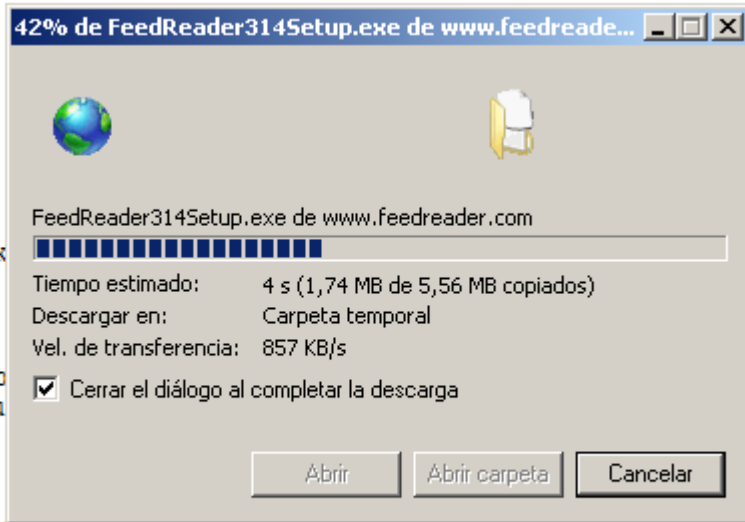 42% de FeedReader314Setup.exe de www.feedreade...
FeedReader314Setup.exe de www.feedreader.com
Tiempo estimado: 4 s (1,74 MB de 5,56 MB copiados)
Descargar en: Carpeta temporal
Vel. de transferencia: 857 KB/s
Cerrar el diálogo al completar la descarga
Abrir Abrir carpeta Cancelar